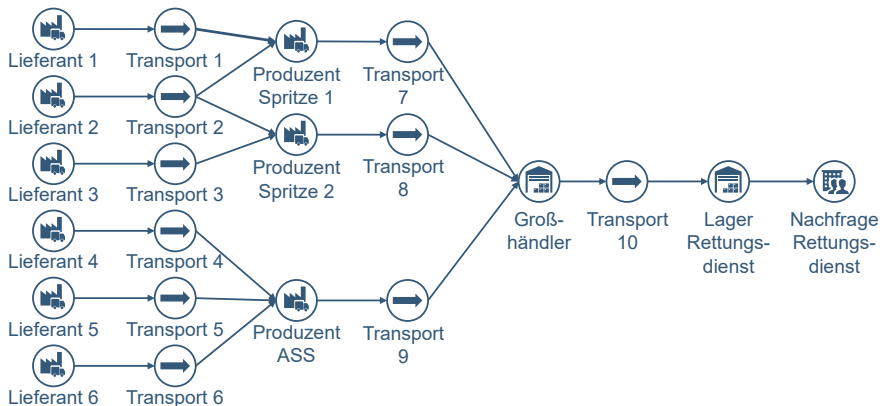 Lieferant 1
Transport 1
Produzent
Spritze 1
Transport
7
Lieferant 2
Transport 2
Produzent
Spritze 2
Transport
8
Lieferant 3
Transport 3
Groß-
händler
Transport
10
Lager
Rettungs-
dienst
Nachfrage
Rettungs-
dienst
Lieferant 4
Transport 4
Lieferant 5
Transport 5
Produzent
ASS
Transport
9
Lieferant 6
Transport 6